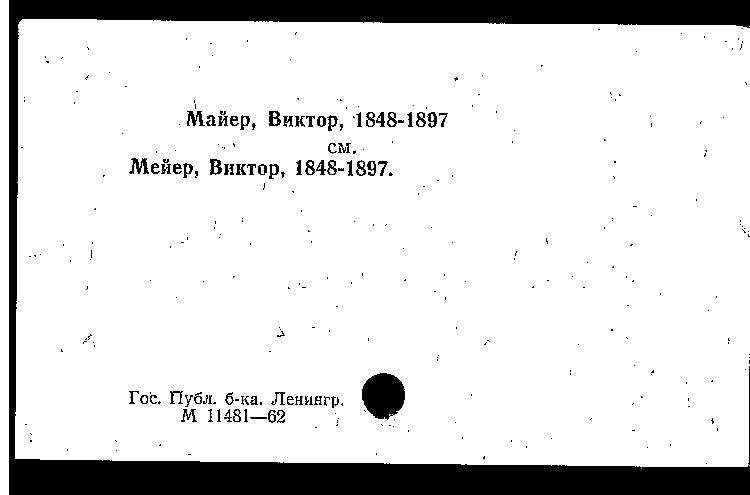 Майер, Виктор, 1848-1897
см.
Мейер, Виктор, 1848-1897.
Гос. Публ. б-ка. Ленингр.
М 11481—62